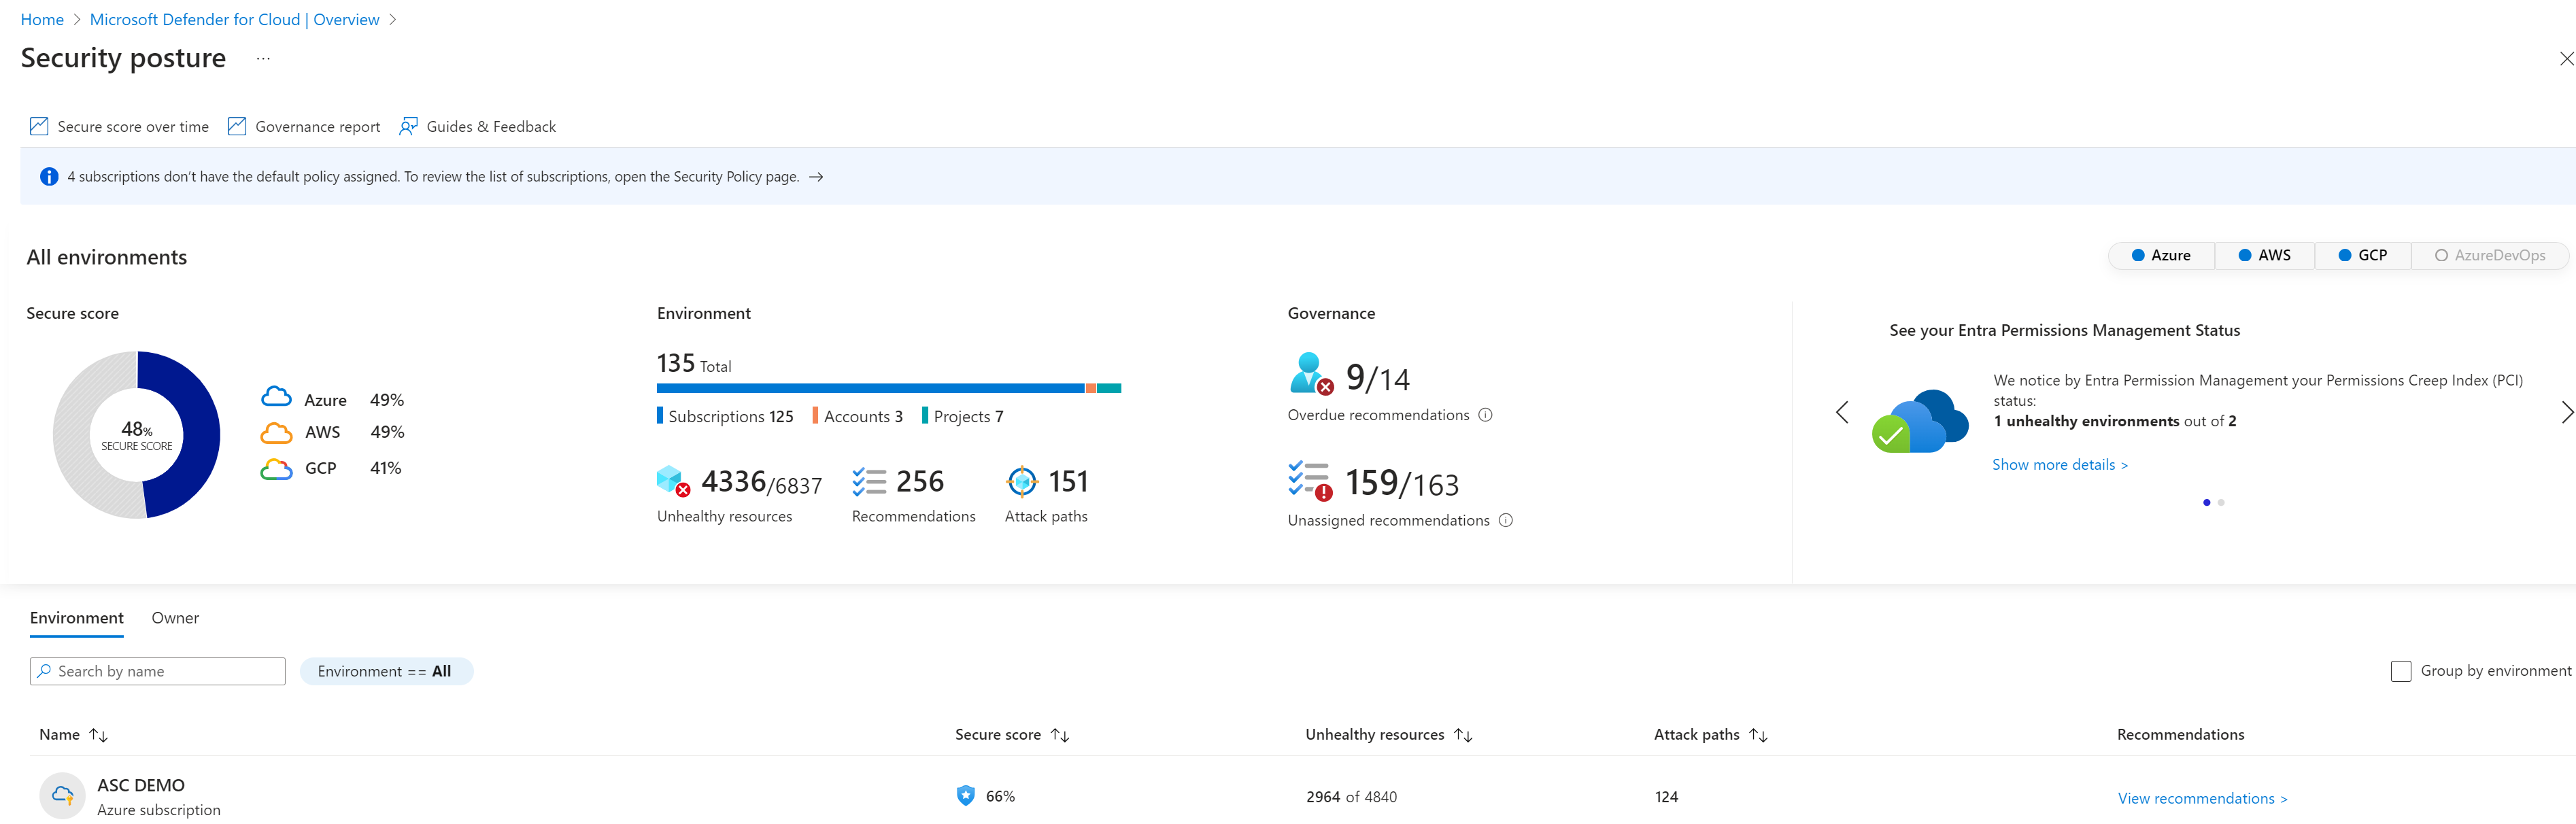 Home > Microsoft Defender for Cloud | Overview >
Security posture ...
Secure score over time Governance report Guides & Feedback
4 subscriptions don't have the default policy assigned. To review the list of subscriptions, open the Security Policy page. →
All environments
Azure AWS GCP AzureDevOps
Secure score
48%
SECURE SCORE
Azure 49%
AWS 49%
GCP 41%
Environment
135 Total
Subscriptions 125 Accounts 3 Projects 7
4336/6837
Unhealthy resources
256
Recommendations
151
Attack paths
Governance
9/14
Overdue recommendations
159/163
Unassigned recommendations
See your Entra Permissions Management Status
We notice by Entra Permission Management your Permissions Creep Index (PCI)
status:
1 unhealthy environments out of 2
Show more details >
Environment Owner
Search by name Environment == All Group by environment
Name ↑↓ Secure score ↑↓ Unhealthy resources ↑↓ Attack paths ↑↓ Recommendations
ASC DEMO
Azure subscription
66% 2964 of 4840 124 View recommendations >